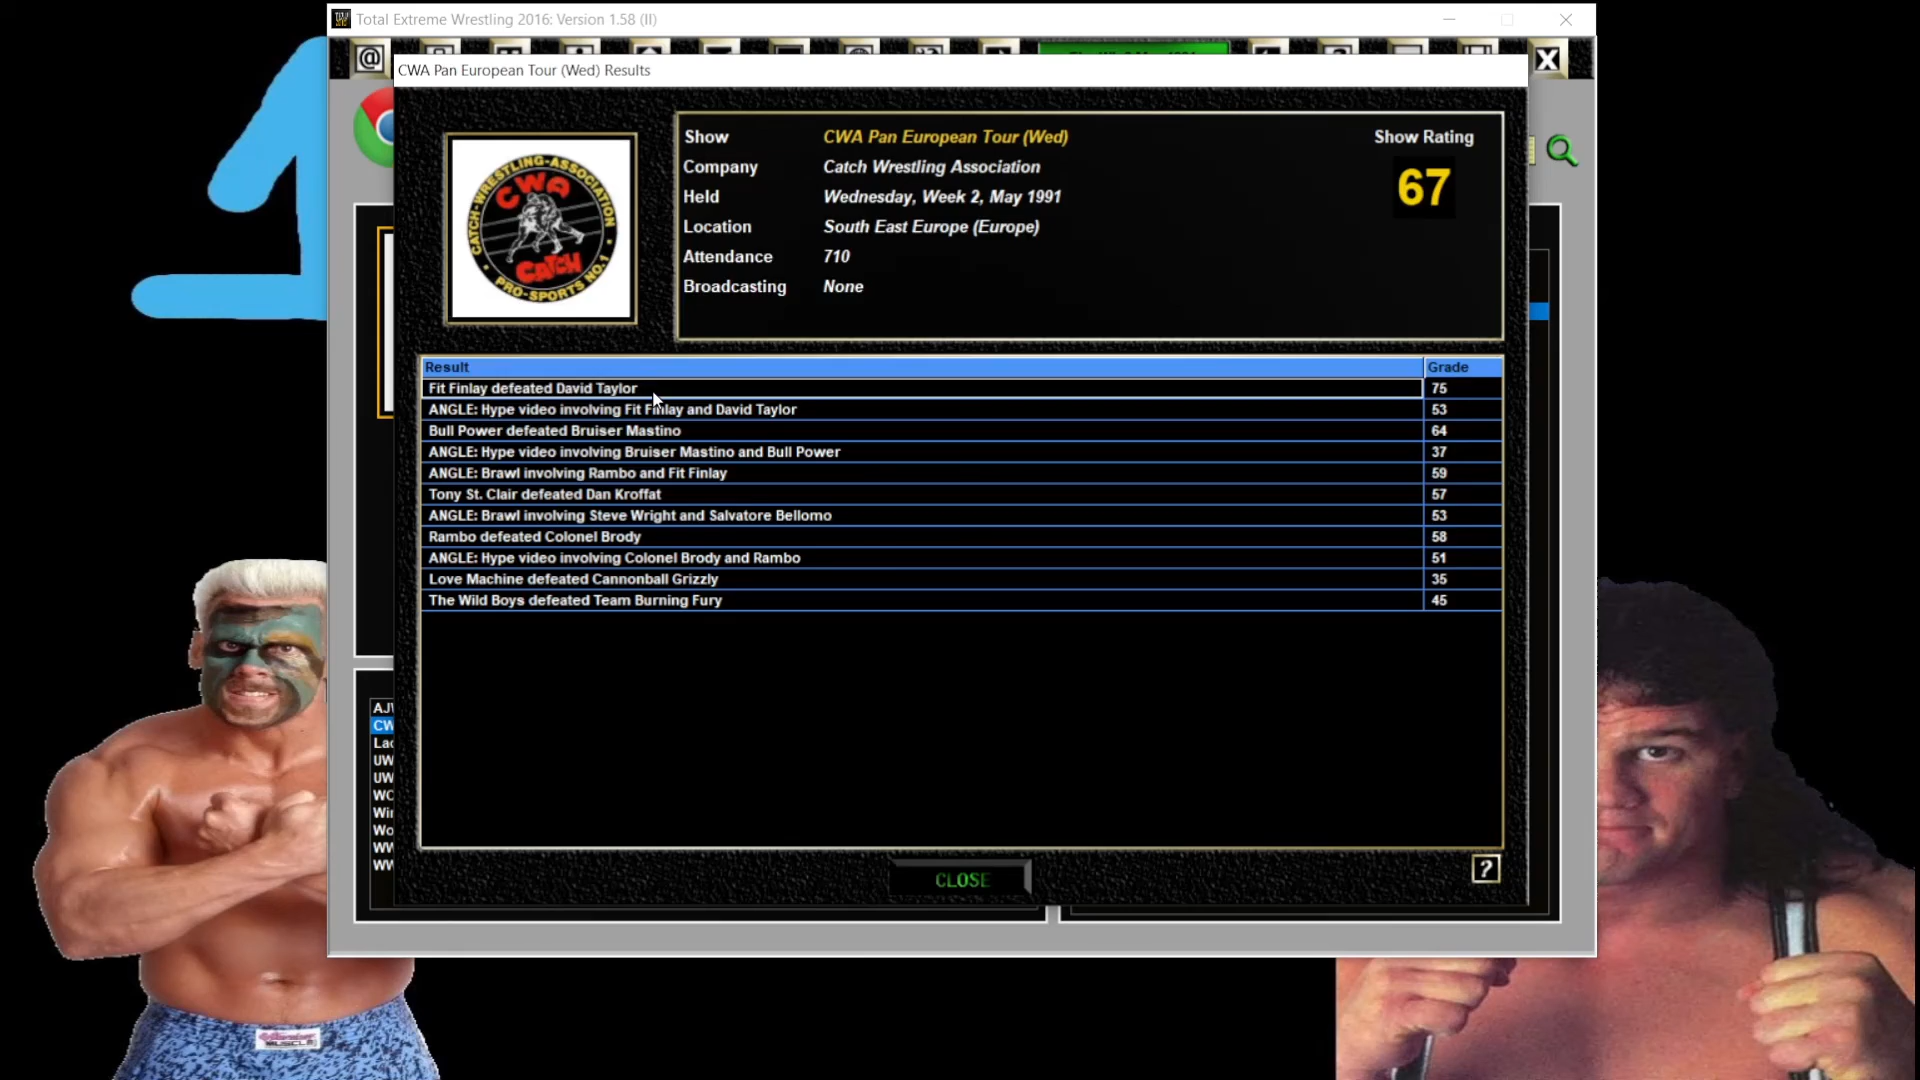 Total Extreme Wrestling 2016: Version 1.58 (II)
CWA Pan European Tour (Wed) Results
CATCH-WRESTLING-ASSOCIATION
CWA
CATCH
PRO-SPORTS NO.1
Show CWA Pan European Tour (Wed)
Company Catch Wrestling Association
Held Wednesday, Week 2, May 1991
Location South East Europe (Europe)
Attendance 710
Broadcasting None
Show Rating
67
Result Grade
Fit Finlay defeated David Taylor 75
ANGLE: Hype video involving Fit Finlay and David Taylor 53
Bull Power defeated Bruiser Mastino 64
ANGLE: Hype video involving Bruiser Mastino and Bull Power 37
ANGLE: Brawl involving Rambo and Fit Finlay 59
Tony St. Clair defeated Dan Kroffat 57
ANGLE: Brawl involving Steve Wright and Salvatore Bellomo 53
Rambo defeated Colonel Brody 58
ANGLE: Hype video involving Colonel Brody and Rambo 51
Love Machine defeated Cannonball Grizzly 35
The Wild Boys defeated Team Burning Fury 45
CLOSE
?